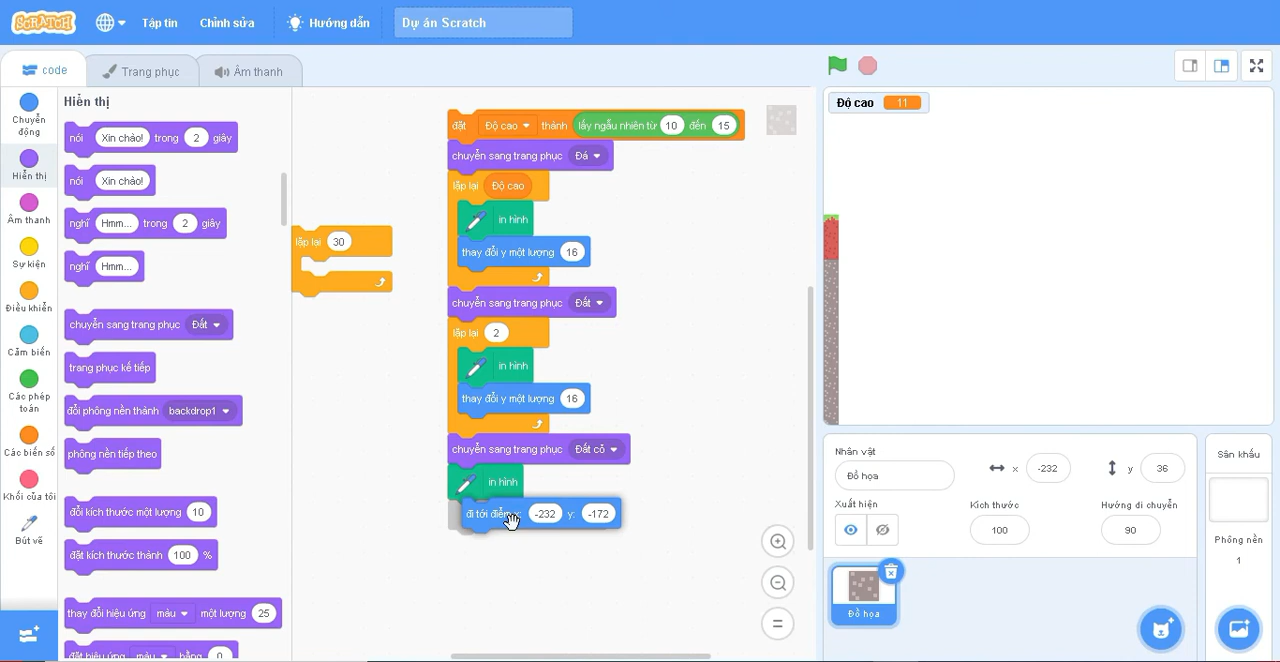 SCRATCH
Tập tin
Chỉnh sửa
Hướng dẫn
Dự án Scratch
code
Trang phục
Âm thanh
Chuyển động
Hiển thị
Âm thanh
Sự kiện
Điều khiển
Cảm biến
Các phép toán
Các biến số
Khối của tôi
Bút vẽ
Hiển thị
nói Xin chào! trong 2 giây
nói Xin chào!
nghĩ Hmm... trong 2 giây
nghĩ Hmm...
chuyển sang trang phục Đất
trang phục kế tiếp
đổi phông nền thành backdrop1
phông nền tiếp theo
đổi kích thước một lượng 10
đặt kích thước thành 100 %
thay đổi hiệu ứng màu một lượng 25
đặt hiệu ứng màu bằng 0
lặp lại 30
đặt Độ cao thành lấy ngẫu nhiên từ 10 đến 15
chuyển sang trang phục Đá
lặp lại Độ cao
in hình
thay đổi y một lượng 16
chuyển sang trang phục Đất
lặp lại 2
in hình
thay đổi y một lượng 16
chuyển sang trang phục Đất cỏ
in hình
đi tới điểm x: -232 y: -172
Độ cao 11
Nhân vật
Đồ họa
x -232
y 36
Xuất hiện
Kích thước
100
Hướng di chuyển
90
Đồ họa
Sân khấu
Phông nền
1